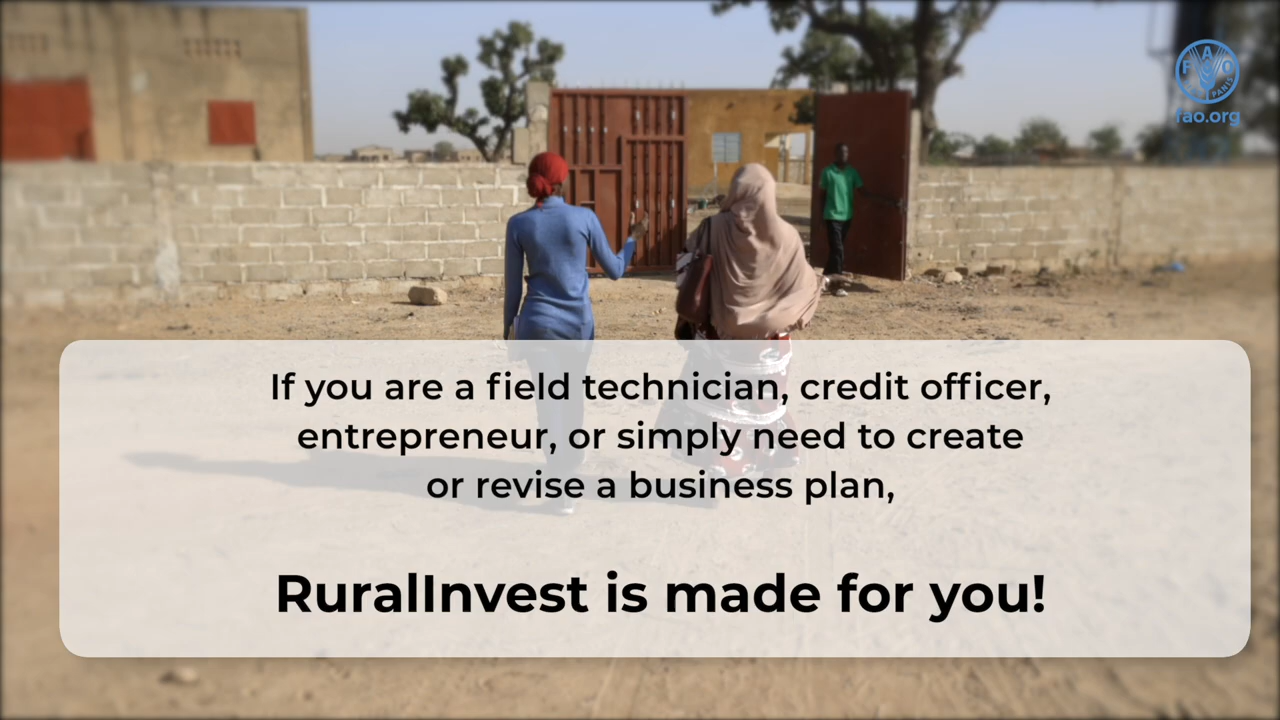 FAO
fao.org
If you are a field technician, credit officer,
entrepreneur, or simply need to create
or revise a business plan,
RuralInvest is made for you!